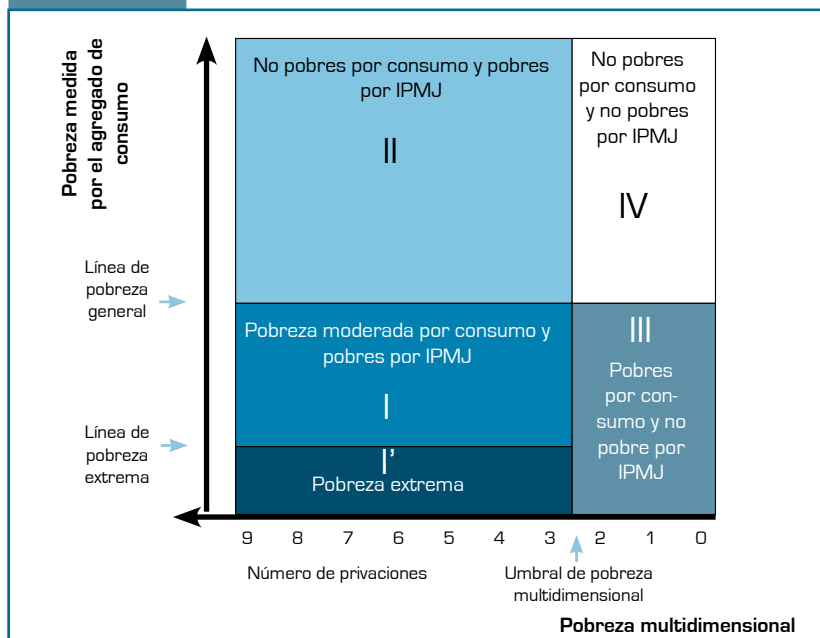 Pobreza medida
por el agregado de
consumo
No pobres por consumo y pobres
por IPMJ
II
No pobres
por consumo
y no pobres
por IPMJ
IV
Línea de
pobreza
general
Pobreza moderada por consumo y
pobres por IPMJ
I
III
Pobres
por con-
sumo y no
pobre por
IPMJ
Línea de
pobreza
extrema
I’
Pobreza extrema
9 8 7 6 5 4 3 2 1 0
Número de privaciones
Umbral de pobreza
multidimensional
Pobreza multidimensional